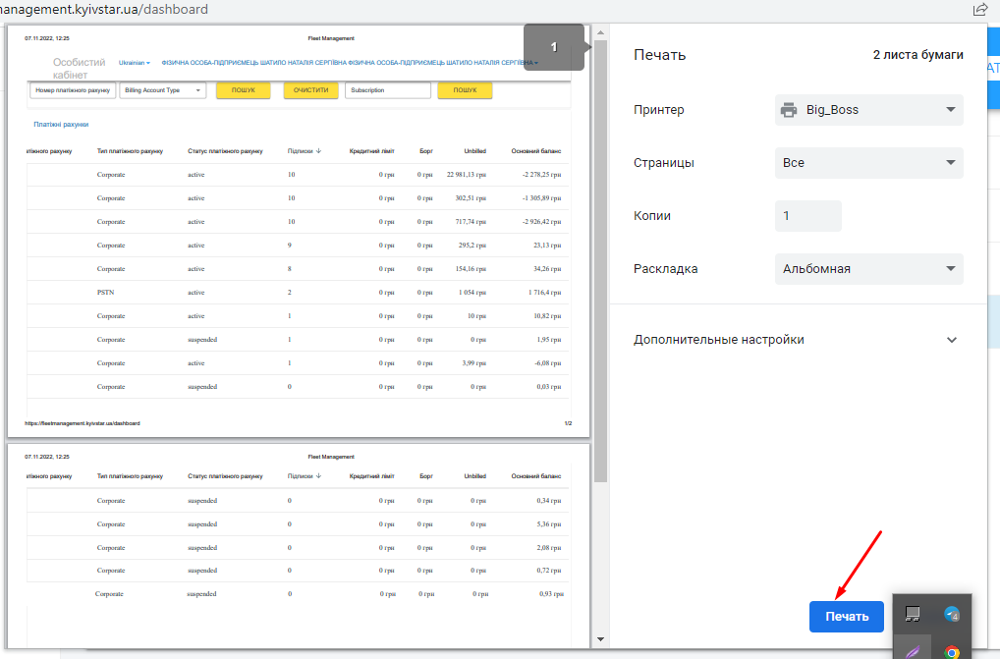 management.kyivstar.ua/dashboard
07.11.2022, 12:25 Fleet Management
1
Особистий кабінет
Ukrainian ФІЗИЧНА ОСОБА-ПІДПРИЄМЕЦЬ ШАТИЛО НАТАЛІЯ СЕРГІЇВНА ФІЗИЧНА ОСОБА-ПІДПРИЄМЕЦЬ ШАТИЛО НАТАЛІЯ СЕРГІЇВНА
Номер платіжного рахунку Billing Account Type ПОШУК ОЧИСТИТИ Subscription ПОШУК
Платіжні рахунки
рахунку Тип платіжного рахунку Статус платіжного рахунку Підписки Кредитний ліміт Борг Unbilled Основний баланс
Corporate active 10 0 грн 0 грн 22 981,13 грн -2 278,25 грн
Corporate active 10 0 грн 0 грн 302,51 грн -1 305,89 грн
Corporate active 10 0 грн 0 грн 717,74 грн -2 926,42 грн
Corporate active 9 0 грн 0 грн 295,2 грн 23,13 грн
Corporate active 8 0 грн 0 грн 154,16 грн 34,26 грн
PSTN active 2 0 грн 0 грн 1 054 грн 1 716,4 грн
Corporate active 1 0 грн 0 грн 10 грн 10,82 грн
Corporate suspended 1 0 грн 0 грн 0 грн 1,95 грн
Corporate active 1 0 грн 0 грн 3,99 грн -6,08 грн
Corporate suspended 0 0 грн 0 грн 0 грн 0,03 грн
https://fleetmanagement.kyivstar.ua/dashboard 1/2
07.11.2022, 12:25 Fleet Management
рахунку Тип платіжного рахунку Статус платіжного рахунку Підписки Кредитний ліміт Борг Unbilled Основний баланс
Corporate suspended 0 0 грн 0 грн 0 грн 0,34 грн
Corporate suspended 0 0 грн 0 грн 0 грн 5,36 грн
Corporate suspended 0 0 грн 0 грн 0 грн 2,08 грн
Corporate suspended 0 0 грн 0 грн 0 грн 0,72 грн
Corporate suspended 0 0 грн 0 грн 0 грн 0,93 грн
Печать 2 листа бумаги
Принтер Big_Boss
Страницы Все
Копии 1
Раскладка Альбомная
Дополнительные настройки
Печать
4